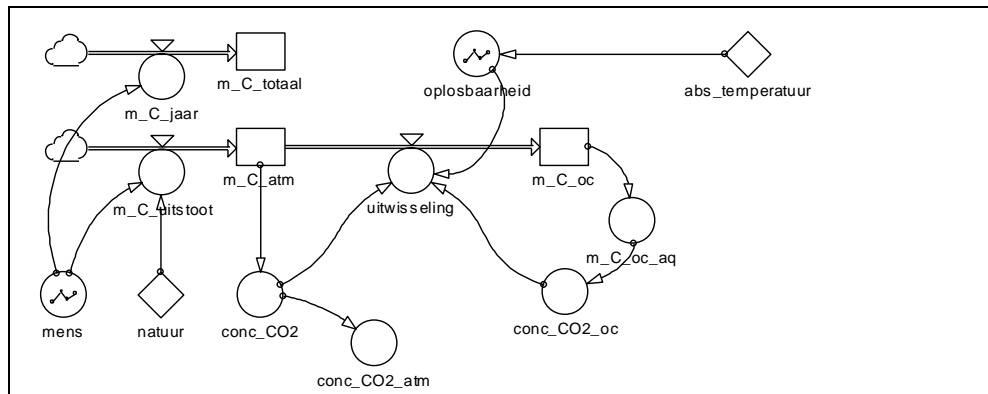 m_C_totaal
oplosbaarheid
abs_temperatuur
m_C_jaar
m_C_atm
m_C_oc
m_C_uitstoot
uitwisseling
m_C_oc_aq
mens
natuur
conc_CO2
conc_CO2_oc
conc_CO2_atm